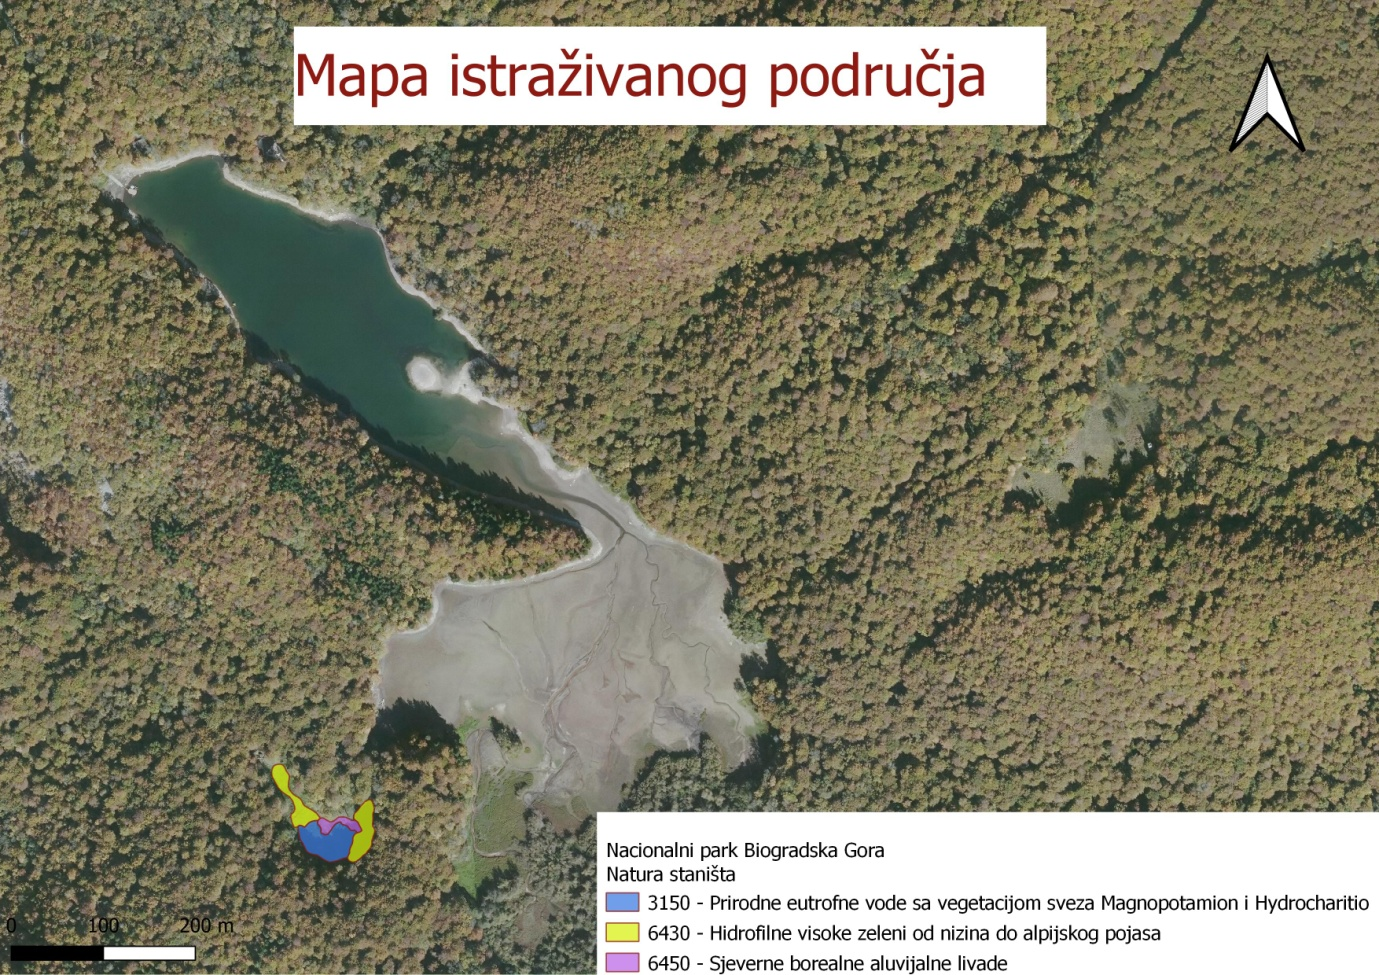 Mapa istraživanog područja
Nacionalni park Biogradska Gora
Natura staništa
3150 - Prirodne eutrofne vode sa vegetacijom sveza Magnopotamion i Hydrocharitio
6430 - Hidrofilne visoke zeleni od nizina do alpijskog pojasa
6450 - Sjeverne borealne aluvijalne livade
0 100 200 m